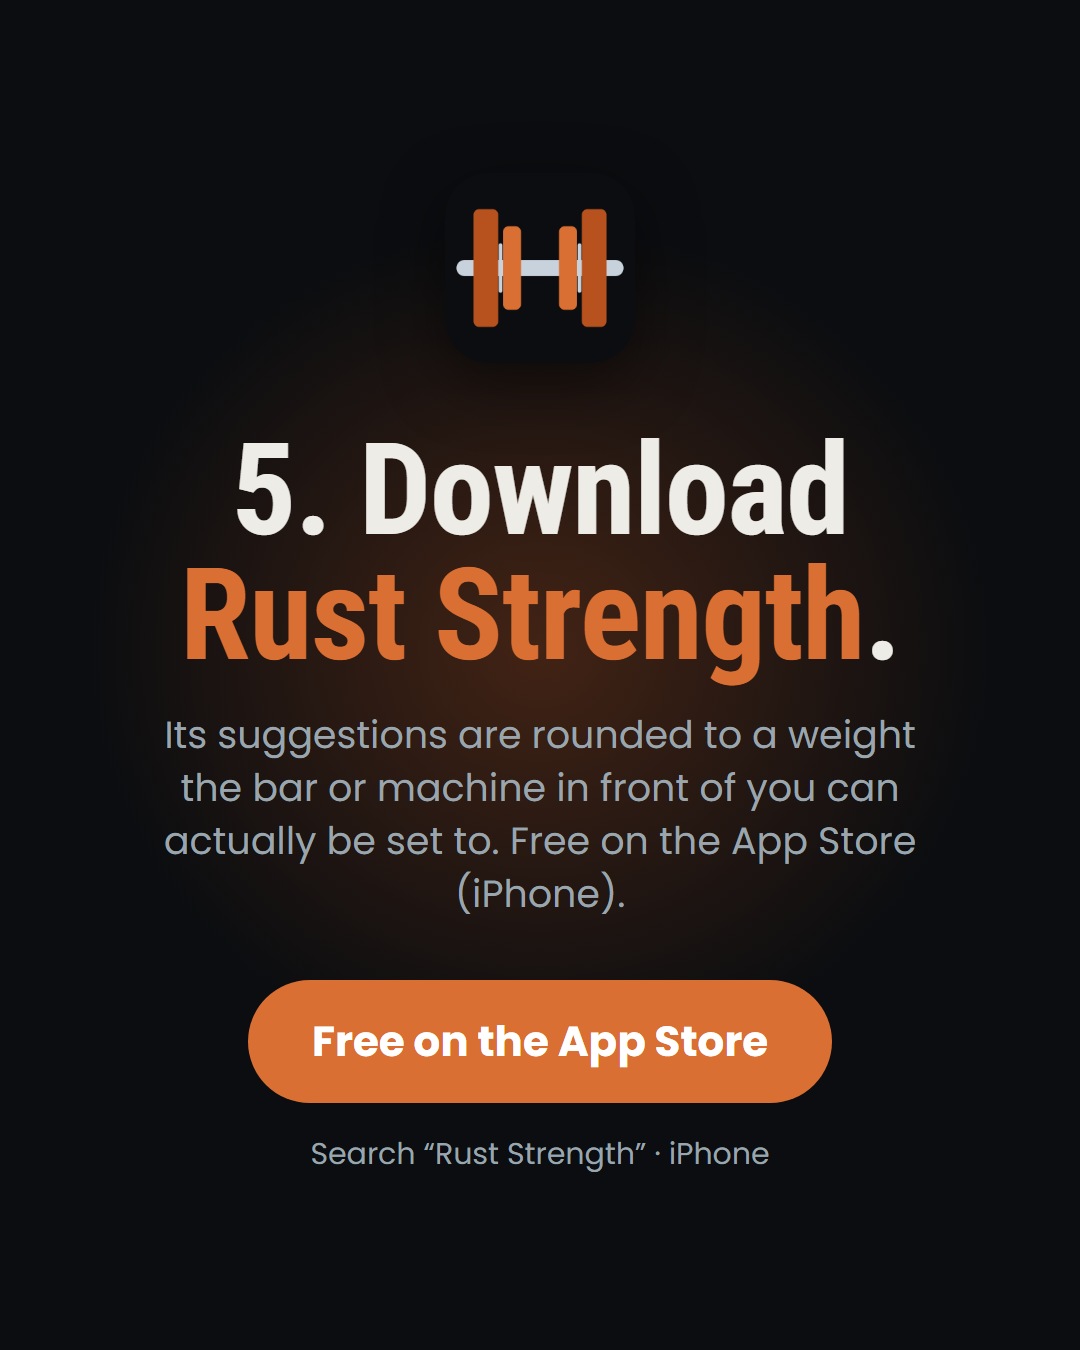 5. Download
Rust Strength.
Its suggestions are rounded to a weight
the bar or machine in front of you can
actually be set to. Free on the App Store
(iPhone).
Free on the App Store
Search “Rust Strength” · iPhone